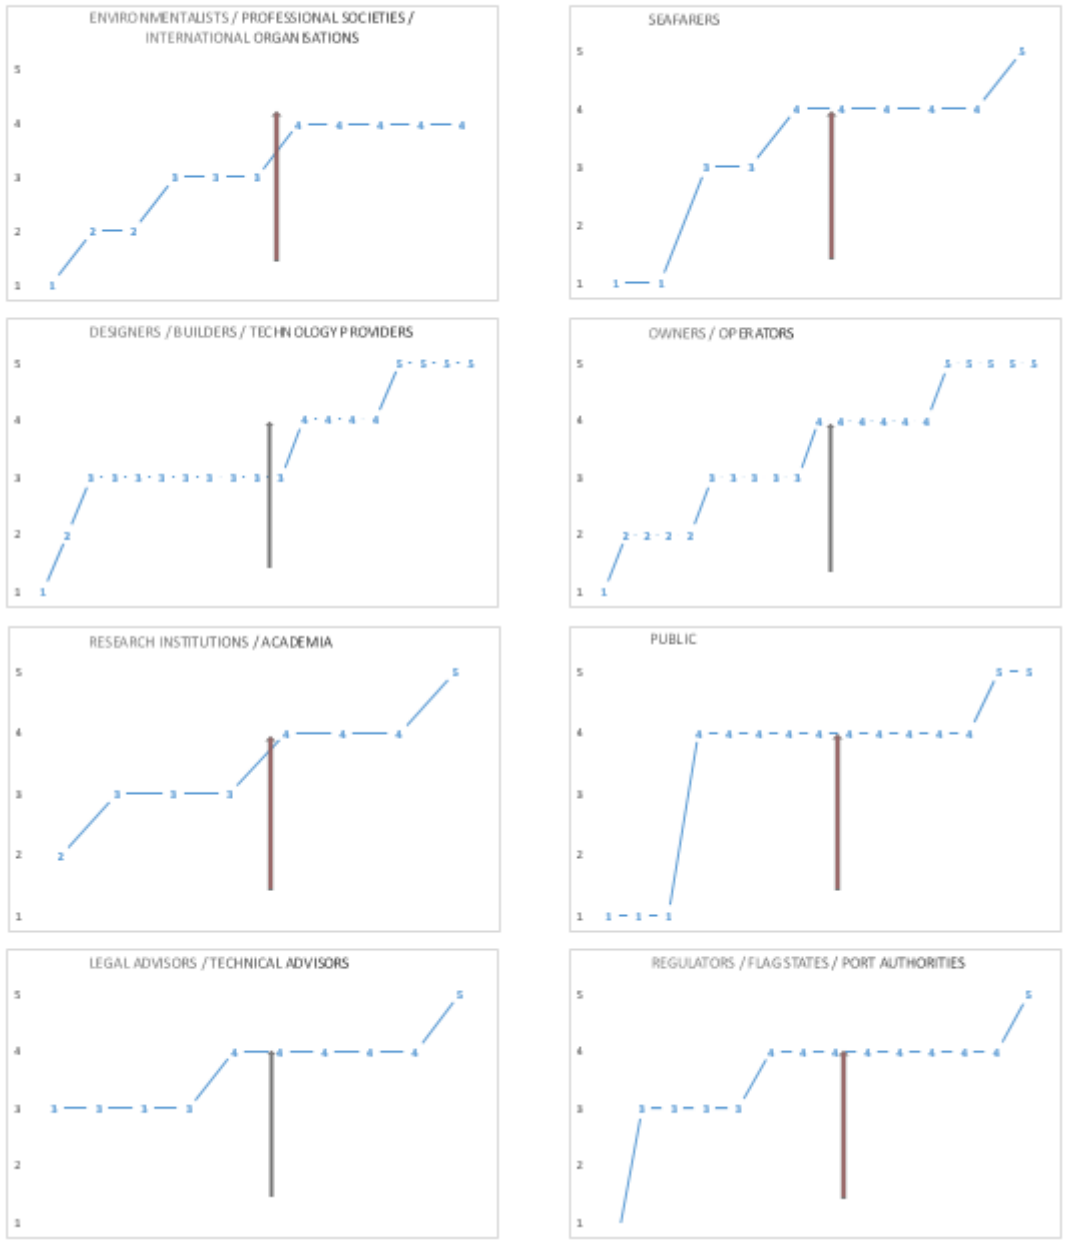 ENVIRONMENTALISTS / PROFESSIONAL SOCIETIES /
INTERNATIONAL ORGANISATIONS
5
4 4 4 4 4 4
3 3 3 3
2 2 2
1 1
SEAFARERS
5 5
4 4 4 4 4 4
3 3 3
2
1 1 1
DESIGNERS / BUILDERS / TECHNOLOGY PROVIDERS
5 5 5 5 5
4 4 4 4 4
3 3 3 3 3 3 3 3 3 3
2 2
1 1
OWNERS / OPERATORS
5 5 5 5 5 5
4 4 4 4 4 4 4
3 3 3 3 3 3
2 2 2 2 2
1 1
RESEARCH INSTITUTIONS / ACADEMIA
5 5
4 4 4 4
3 3 3 3
2 2
1
PUBLIC
5 5 5
4 4 4 4 4 4 4 4 4 4 4
3
2
1 1 1 1
LEGAL ADVISORS / TECHNICAL ADVISORS
5 5
4 4 4 4 4 4
3 3 3 3 3
2
1
REGULATORS / FLAG STATES / PORT AUTHORITIES
5 5
4 4 4 4 4 4 4 4 4
3 3 3 3 3
2
1